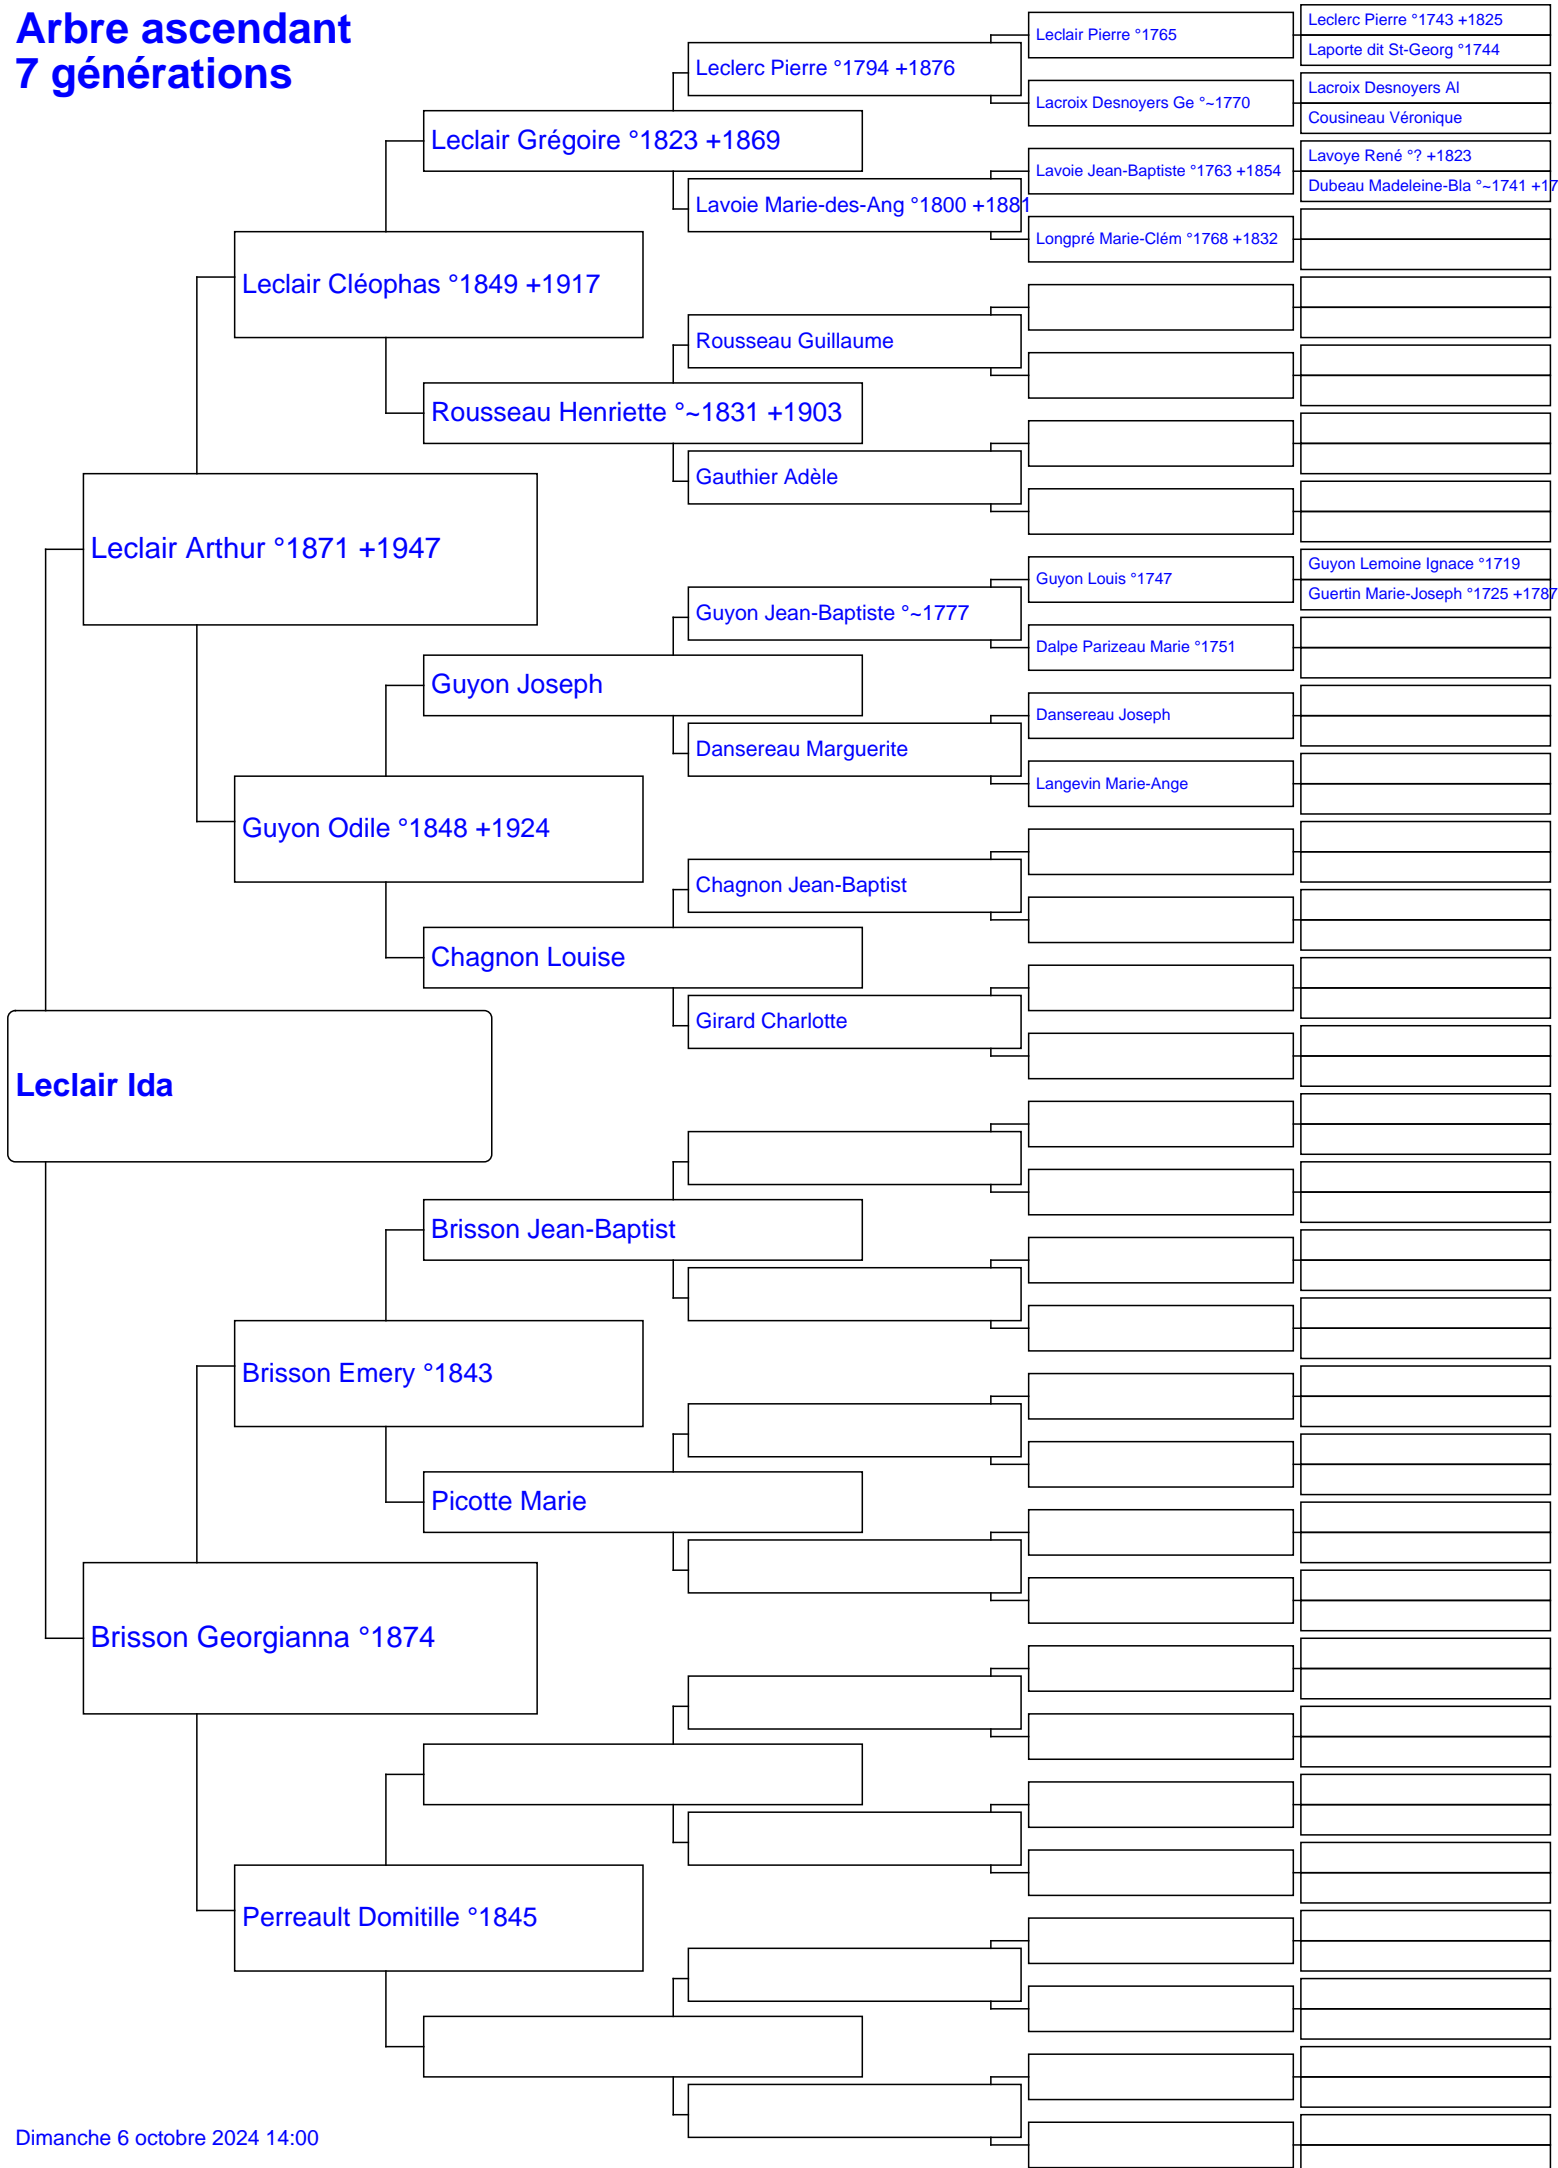 Arbre ascendant
7 générations
Leclerc Pierre °1743 +1825
Leclair Pierre °1765
Laporte dit St-Georg °1744
Leclerc Pierre °1794 +1876
Lacroix Desnoyers Al
Lacroix Desnoyers Ge °~1770
Cousineau Véronique
Leclair Grégoire °1823 +1869
Lavoye René °? +1823
Lavoie Jean-Baptiste °1763 +1854
Dubeau Madeleine-Bla °~1741 +17
Lavoie Marie-des-Ang °1800 +1881
Longpré Marie-Clém °1768 +1832
Leclair Cléophas °1849 +1917
Rousseau Guillaume
Rousseau Henriette °~1831 +1903
Gauthier Adèle
Leclair Arthur °1871 +1947
Guyon Lemoine Ignace °1719
Guyon Louis °1747
Guertin Marie-Joseph °1725 +1787
Guyon Jean-Baptiste °~1777
Dalpe Parizeau Marie °1751
Guyon Joseph
Dansereau Joseph
Dansereau Marguerite
Langevin Marie-Ange
Guyon Odile °1848 +1924
Chagnon Jean-Baptist
Chagnon Louise
Girard Charlotte
Leclair Ida
Brisson Jean-Baptist
Brisson Emery °1843
Picotte Marie
Brisson Georgianna °1874
Perreault Domitille °1845
Dimanche 6 octobre 2024 14:00